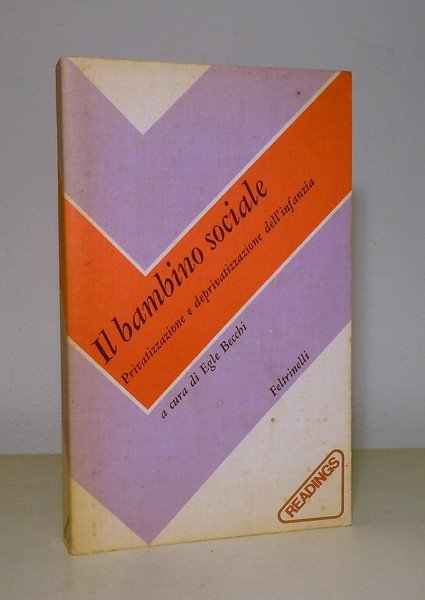 Il bambino sociale
Privatizzazione e deprivatizzazione dell'infanzia
a cura di Egle Becchi
Feltrinelli
READINGS